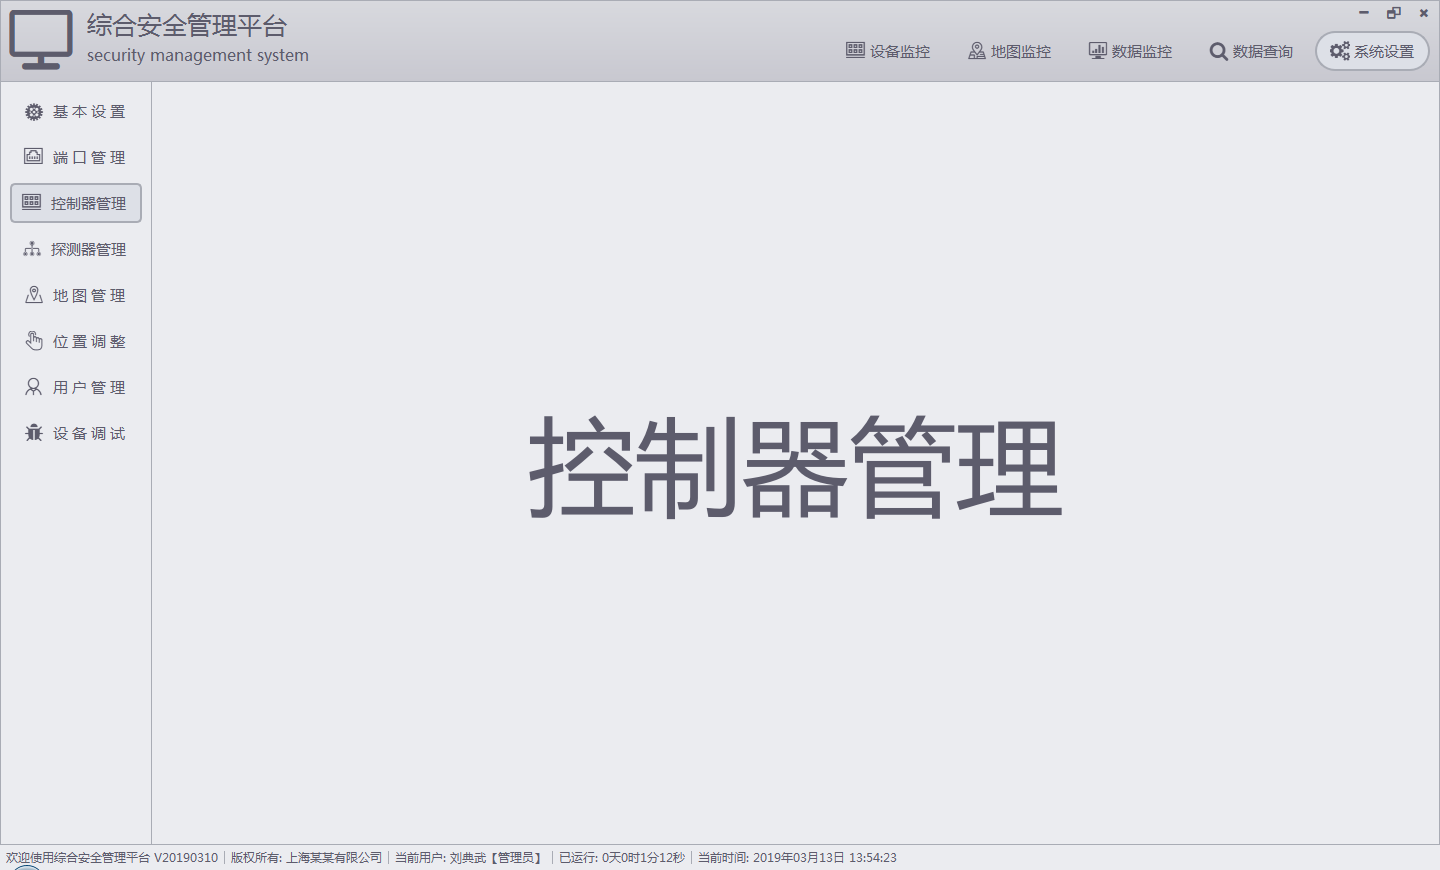 综合安全管理平台
security management system
设备监控 地图监控 数据监控 数据查询 系统设置
基本设置
端口管理
控制器管理
探测器管理
地图管理
位置调整
用户管理
设备调试
控制器管理
欢迎使用综合安全管理平台 V20190310 版权所有: 上海某某有限公司 当前用户: 刘典武【管理员】 已运行: 0天0时1分12秒 当前时间: 2019年03月13日 13:54:23